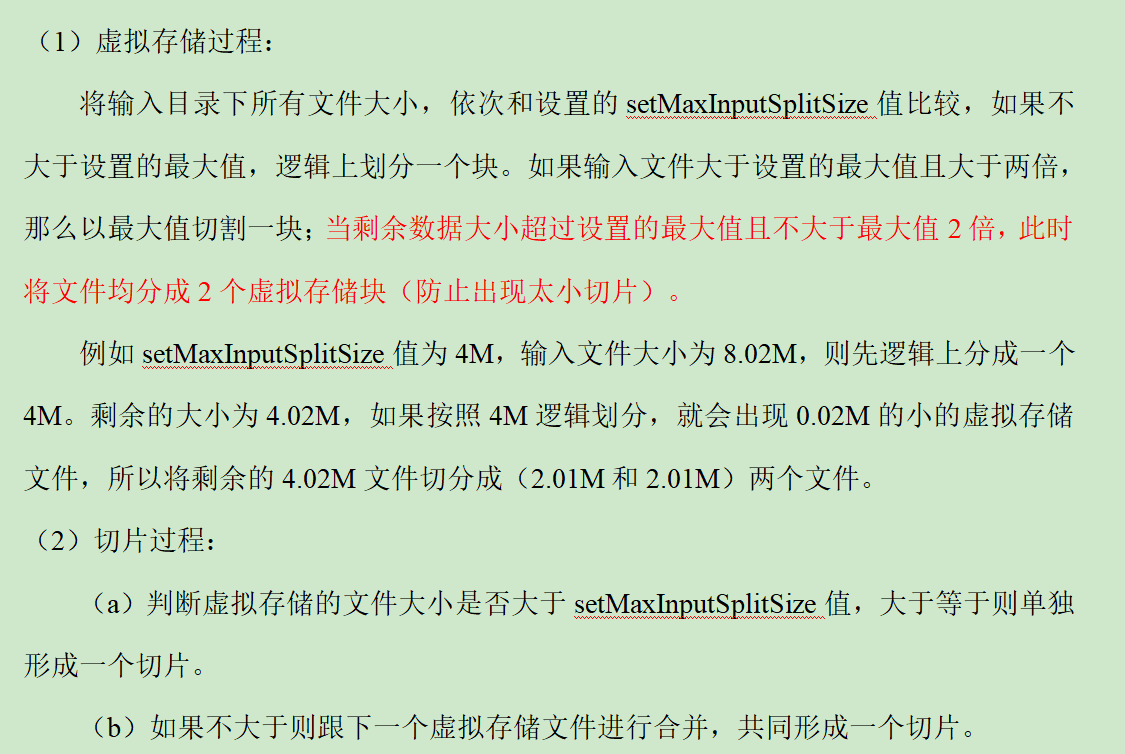 （1）虚拟存储过程：
将输入目录下所有文件大小，依次和设置的 setMaxInputSplitSize 值比较，如果不
大于设置的最大值，逻辑上划分一个块。如果输入文件大于设置的最大值且大于两倍，
那么以最大值切割一块；当剩余数据大小超过设置的最大值且不大于最大值 2 倍，此时
将文件均分成 2 个虚拟存储块（防止出现太小切片）。
例如 setMaxInputSplitSize 值为 4M，输入文件大小为 8.02M，则先逻辑上分成一个
4M。剩余的大小为 4.02M，如果按照 4M 逻辑划分，就会出现 0.02M 的小的虚拟存储
文件，所以将剩余的 4.02M 文件切分成（2.01M 和 2.01M）两个文件。
（2）切片过程：
（a）判断虚拟存储的文件大小是否大于 setMaxInputSplitSize 值，大于等于则单独
形成一个切片。
（b）如果不大于则跟下一个虚拟存储文件进行合并，共同形成一个切片。